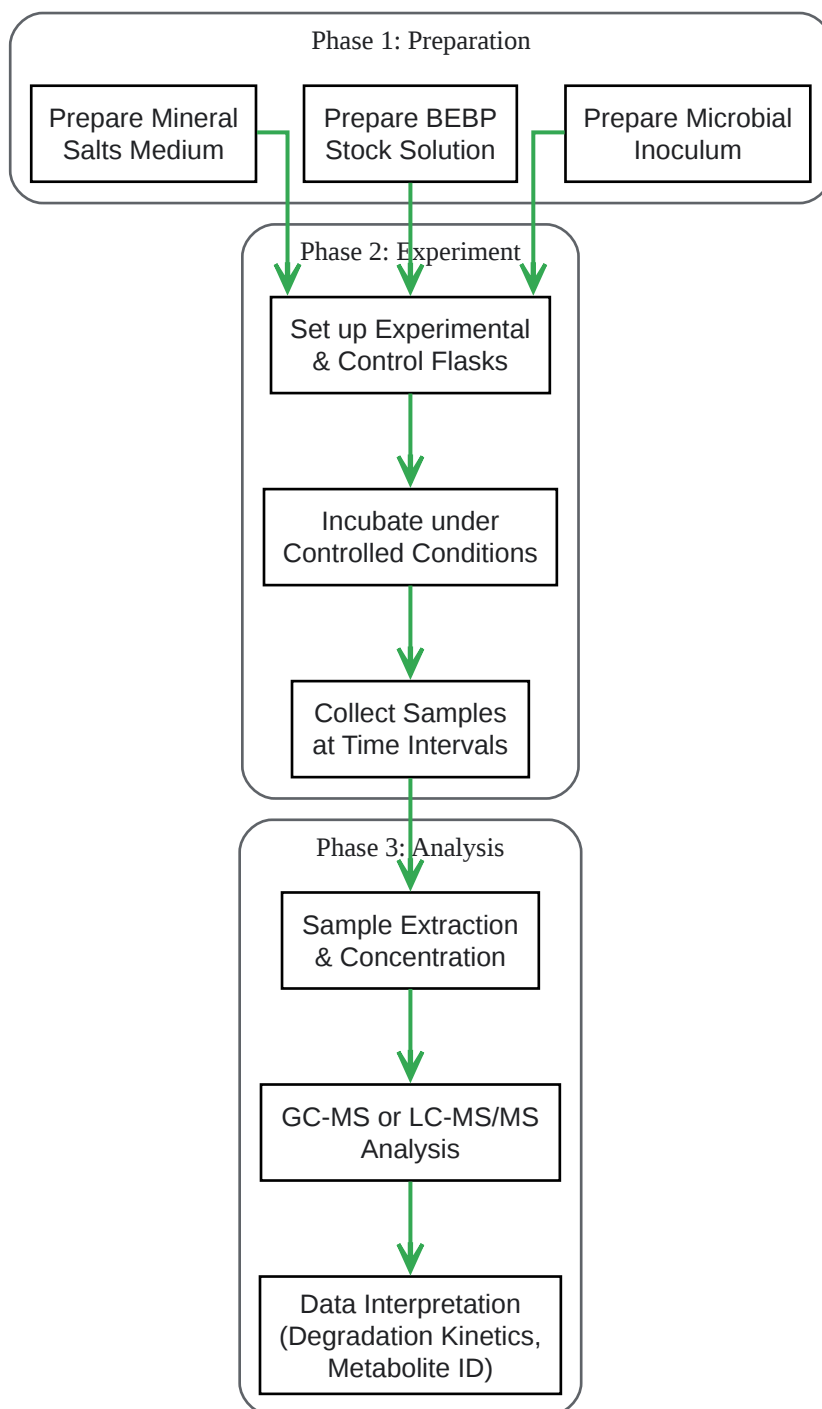 Phase 1: Preparation
Prepare Mineral
Salts Medium
Prepare BEBP
Stock Solution
Prepare Microbial
Inoculum
Phase 2: Experiment
Set up Experimental
& Control Flasks
Incubate under
Controlled Conditions
Collect Samples
at Time Intervals
Phase 3: Analysis
Sample Extraction
& Concentration
GC-MS or LC-MS/MS
Analysis
Data Interpretation
(Degradation Kinetics,
Metabolite ID)